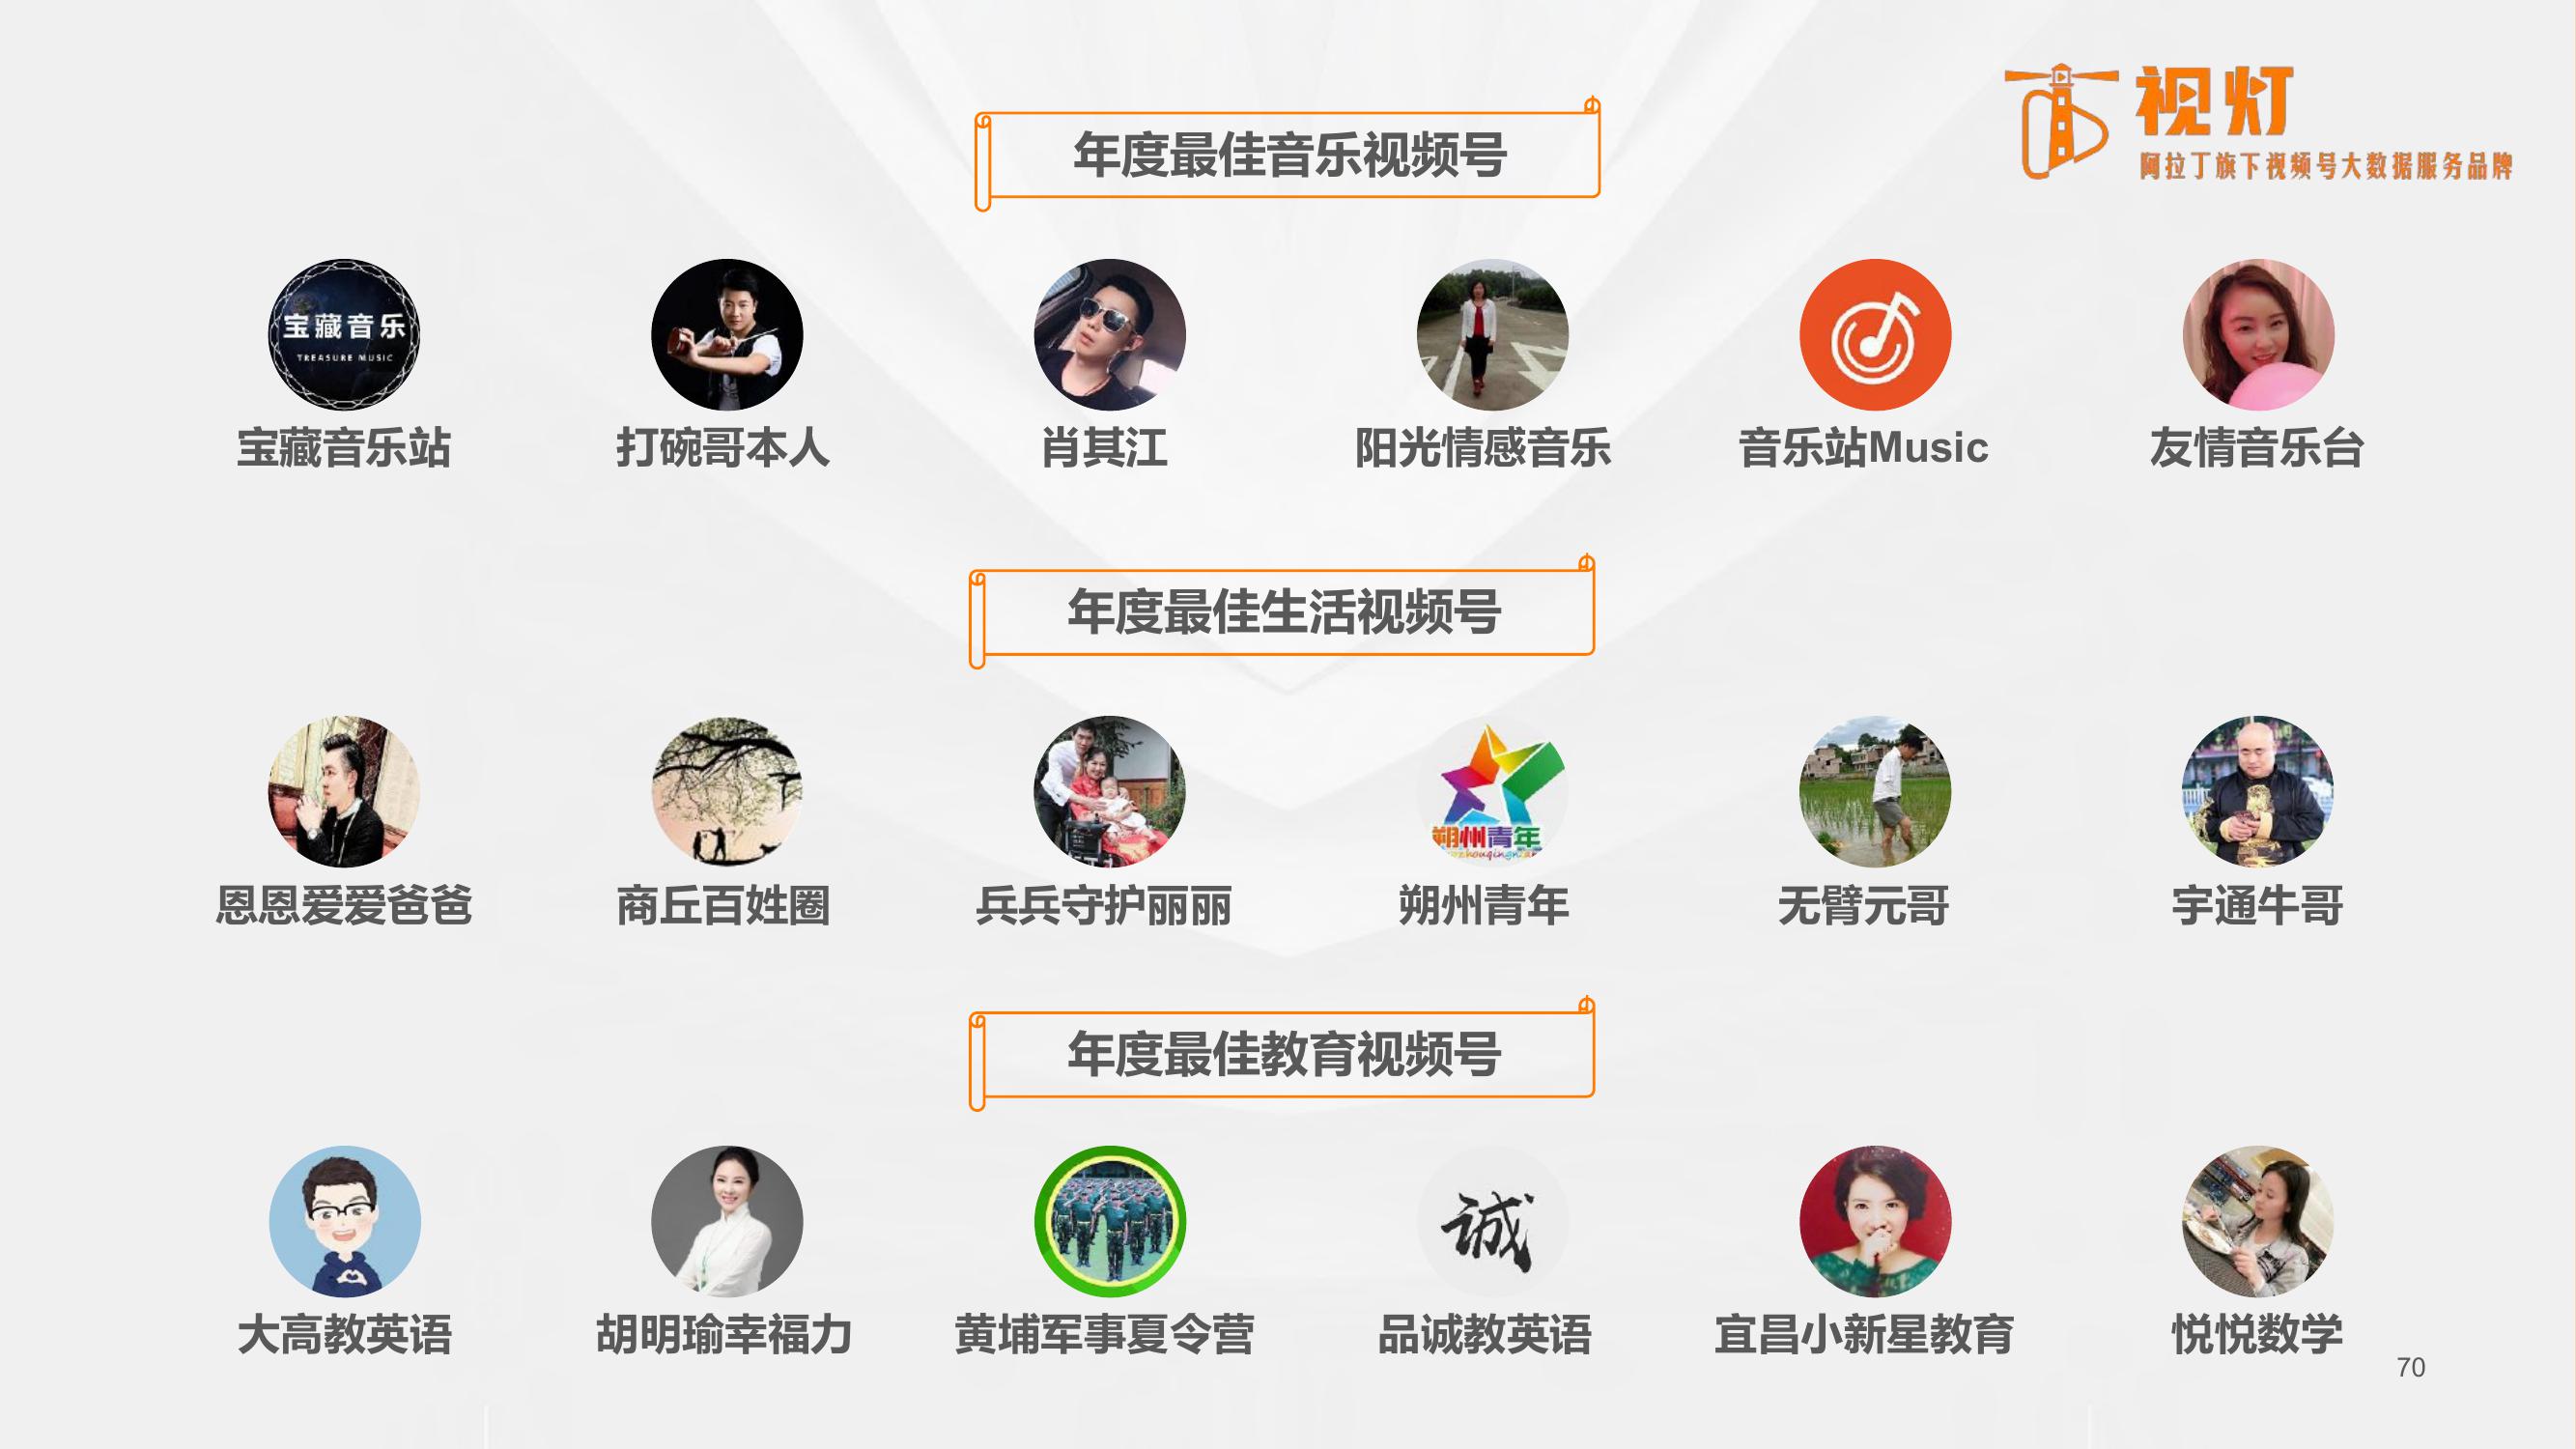 视灯
阿拉丁旗下视频号大数据服务品牌
年度最佳音乐视频号
宝藏音乐
TREASURE MUSIC
宝藏音乐站 打碗哥本人 肖其江 阳光情感音乐 音乐站Music 友情音乐台
年度最佳生活视频号
朔州青年
恩恩爱爱爸爸 商丘百姓圈 兵兵守护丽丽 朔州青年 无臂元哥 宇通牛哥
年度最佳教育视频号
诚
大高教英语 胡明瑜幸福力 黄埔军事夏令营 品诚教英语 宜昌小新星教育 悦悦数学
70